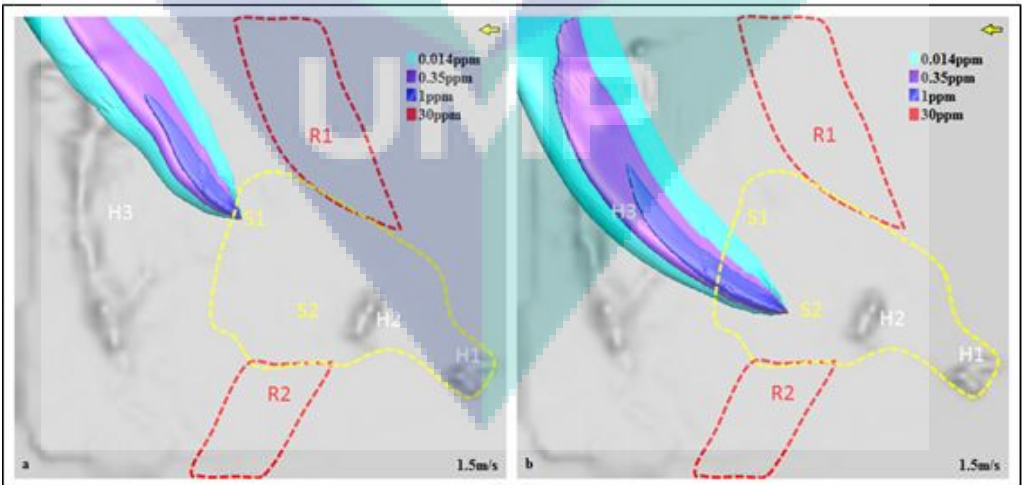 UMP
0.014ppm
0.35ppm
1ppm
30ppm
R1
H3
S1
S2
H2
H1
R2
a
1.5m/s
0.014ppm
0.35ppm
1ppm
30ppm
R1
H3
S1
S2
H2
H1
R2
b
1.5m/s